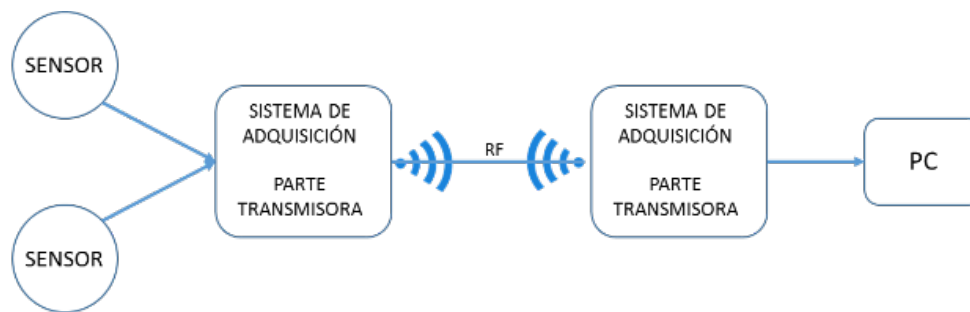 SENSOR
SENSOR
SISTEMA DE
ADQUISICIÓN
PARTE
TRANSMISORA
RF
SISTEMA DE
ADQUISICIÓN
PARTE
TRANSMISORA
PC